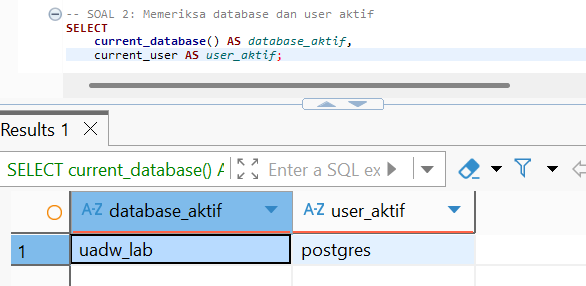 -- SOAL 2: Memeriksa database dan user aktif
SELECT
current_database() AS database_aktif,
current_user AS user_aktif;
Results 1
SELECT current_database() A
Enter a SQL ex
A-Z database_aktif
A-Z user_aktif
1 uadw_lab postgres